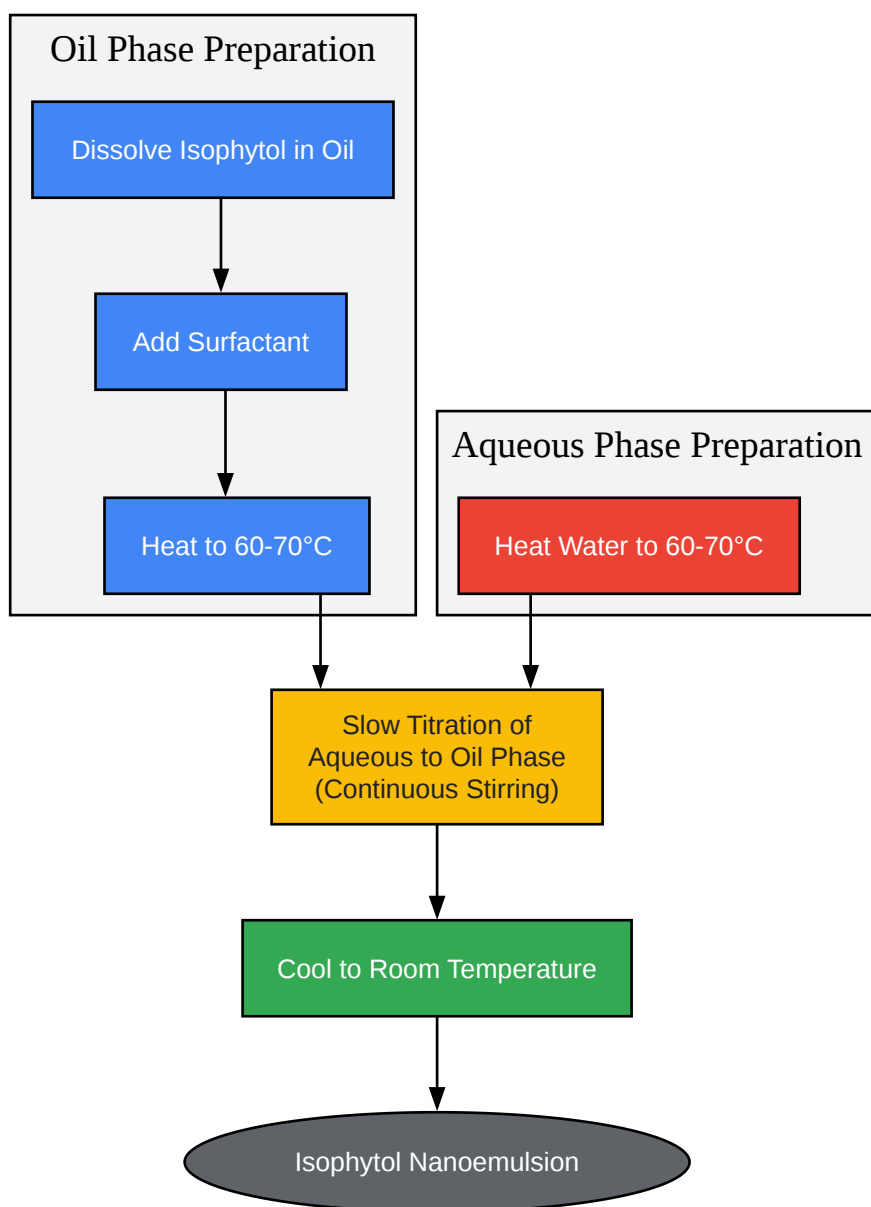 Oil Phase Preparation
Dissolve Isophytol in Oil
Add Surfactant
Heat to 60-70°C
Aqueous Phase Preparation
Heat Water to 60-70°C
Slow Titration of
Aqueous to Oil Phase
(Continuous Stirring)
Cool to Room Temperature
Isophytol Nanoemulsion